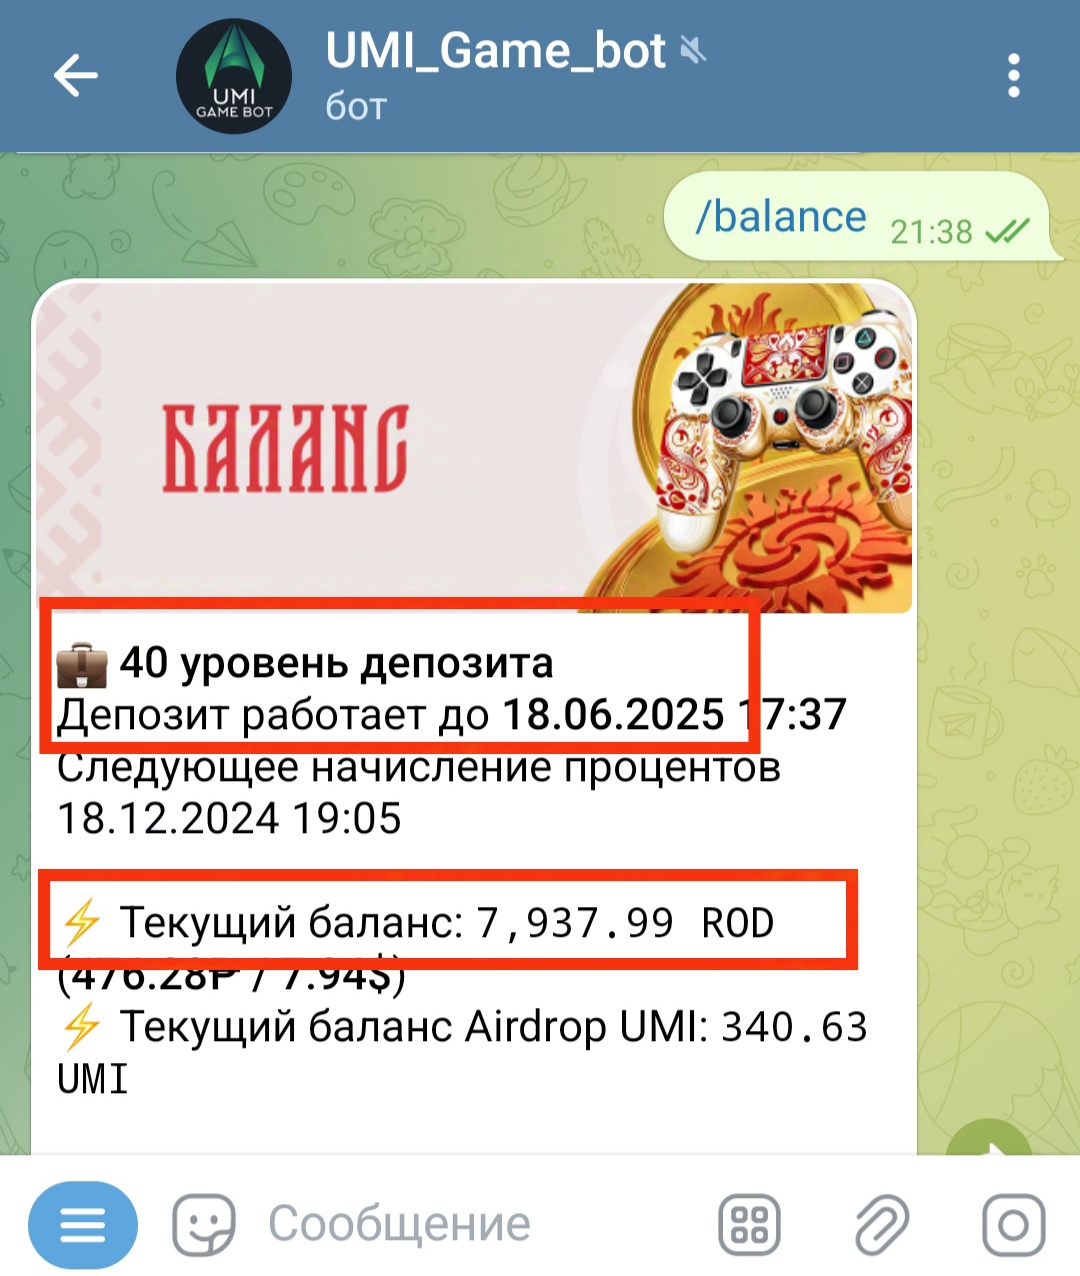 UMI_Game_bot
UMI
GAME BOT
бот
/balance 21:38
БАЛАНС
40 уровень депозита
Депозит работает до 18.06.2025 17:37
Следующее начисление процентов
18.12.2024 19:05
Текущий баланс: 7,937.99 ROD
(476.28₽ / 7.94$)
Текущий баланс Airdrop UMI: 340.63
UMI
Сообщение